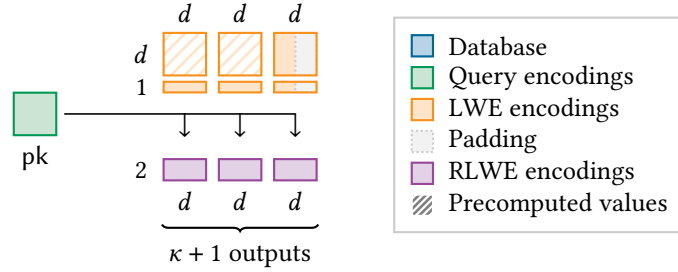 d d d
d
1
pk
2
d d d
κ + 1 outputs
Database
Query encodings
LWE encodings
Padding
RLWE encodings
Precomputed values